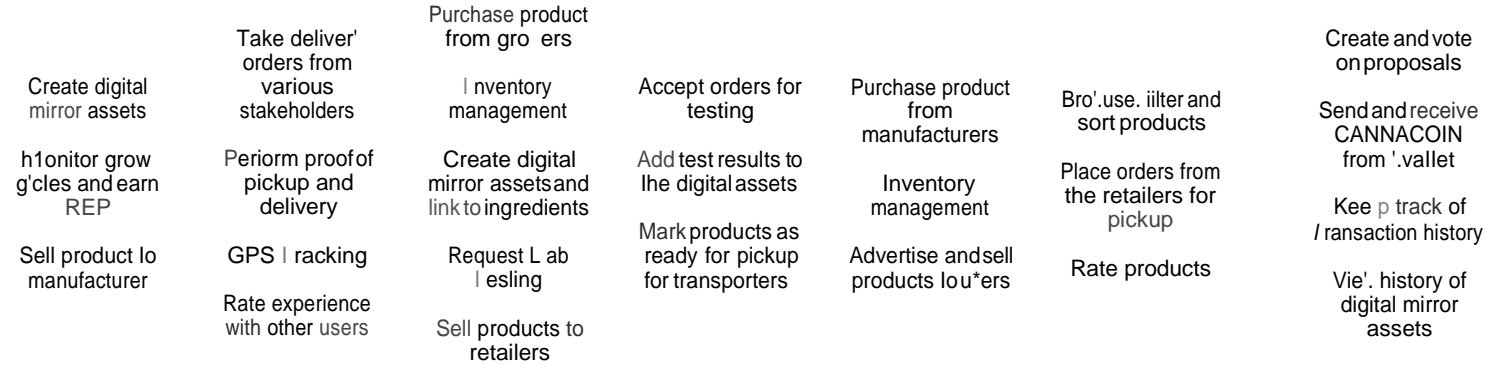 Create digital
mirror assets
h1onitor grow
g'cles and earn
REP
Sell product Io
manufacturer
Take deliver'
orders from
various
stakeholders
Periorm proof of
pickup and
delivery
GPS I racking
Rate experience
with other users
Purchase product
from gro ers
I nventory
management
Create digital
mirror assets and
link to ingredients
Request L ab
I esling
Sell products to
retailers
Accept orders for
testing
Add test results to
Ihe digital assets
Mark products as
ready for pickup
for transporters
Purchase product
from
manufacturers
Inventory
management
Advertise and sell
products Io u*ers
Bro'.use. iilter and
sort products
Place orders from
the retailers for
pickup
Rate products
Create and vote
on proposals
Send and receive
CANNACOIN
from '.vallet
Kee p track of
I ransaction history
Vie'. history of
digital mirror
assets